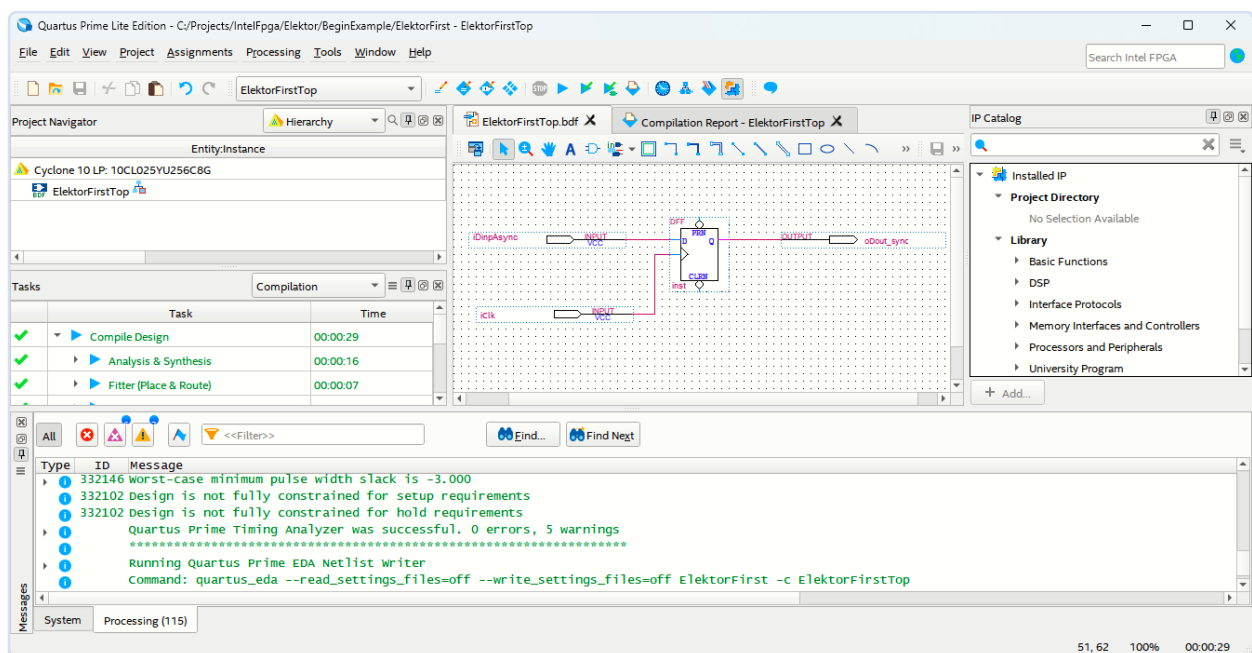 Quartus Prime Lite Edition - C:/Projects/IntelFpga/Elektor/BeginExample/ElektorFirst - ElektorFirstTop
File Edit View Project Assignments Processing Tools Window Help
Search Intel FPGA
ElektorFirstTop
STOP
Project Navigator
Hierarchy
Entity:Instance
Cyclone 10 LP: 10CL025YU256C8G
BDF ElektorFirstTop
Tasks
Compilation
Task Time
Compile Design 00:00:29
Analysis & Synthesis 00:00:16
Fitter (Place & Route) 00:00:07
ElektorFirstTop.bdf
Compilation Report - ElektorFirstTop
A
DFF
PRN
iDinpAsync
INPUT
VCC
D Q
OUTPUT
oDout_sync
CLRN
inst
iClk
INPUT
VCC
IP Catalog
Installed IP
Project Directory
No Selection Available
Library
Basic Functions
DSP
Interface Protocols
Memory Interfaces and Controllers
Processors and Peripherals
University Program
+ Add...
All
<<Filter>>
Find...
Find Next
Type ID Message
332146 Worst-case minimum pulse width slack is -3.000
332102 Design is not fully constrained for setup requirements
332102 Design is not fully constrained for hold requirements
Quartus Prime Timing Analyzer was successful. 0 errors, 5 warnings
*******************************************************************
Running Quartus Prime EDA Netlist Writer
Command: quartus_eda --read_settings_files=off --write_settings_files=off ElektorFirst -c ElektorFirstTop
Messages
System Processing (115)
51, 62 100% 00:00:29